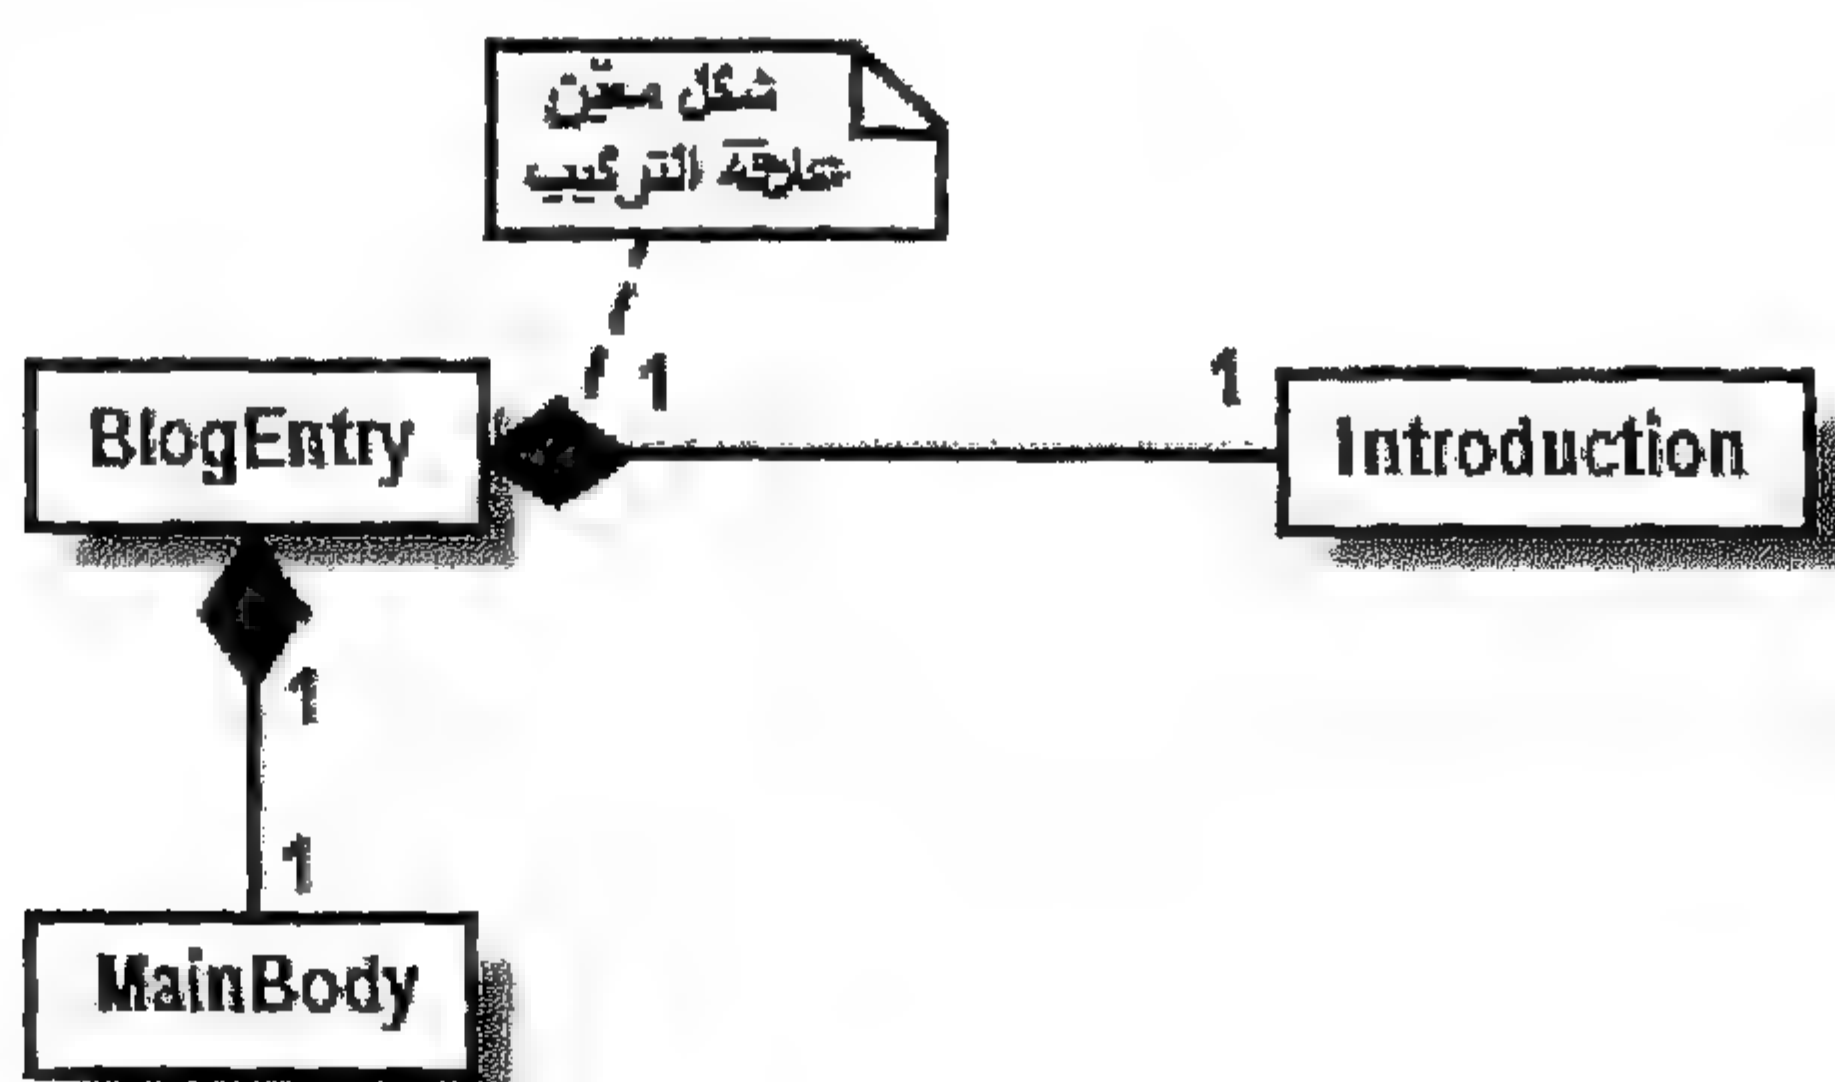 شكل معيّن
علاقة التركيب
1
1
BlogEntry
Introduction
1
1
MainBody